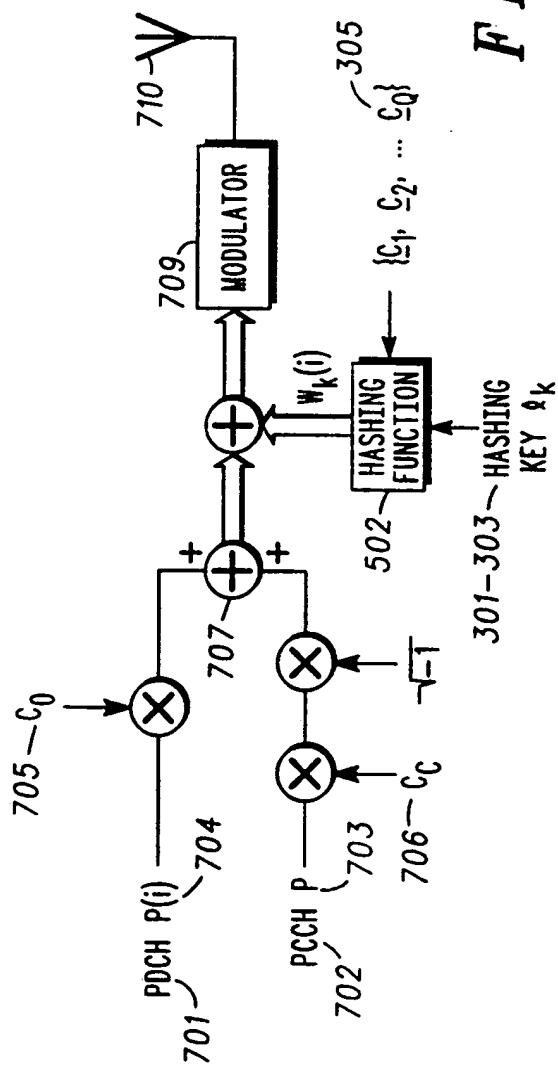 705 C0
PDCH P(i)
701
704
+
+
707
PCCH P
702
703
706 CC
√-1
709
MODULATOR
710
Wk(i)
HASHING
FUNCTION
502
{C1, C2, ... CQ}
305
301-303 HASHING
KEY ℓk